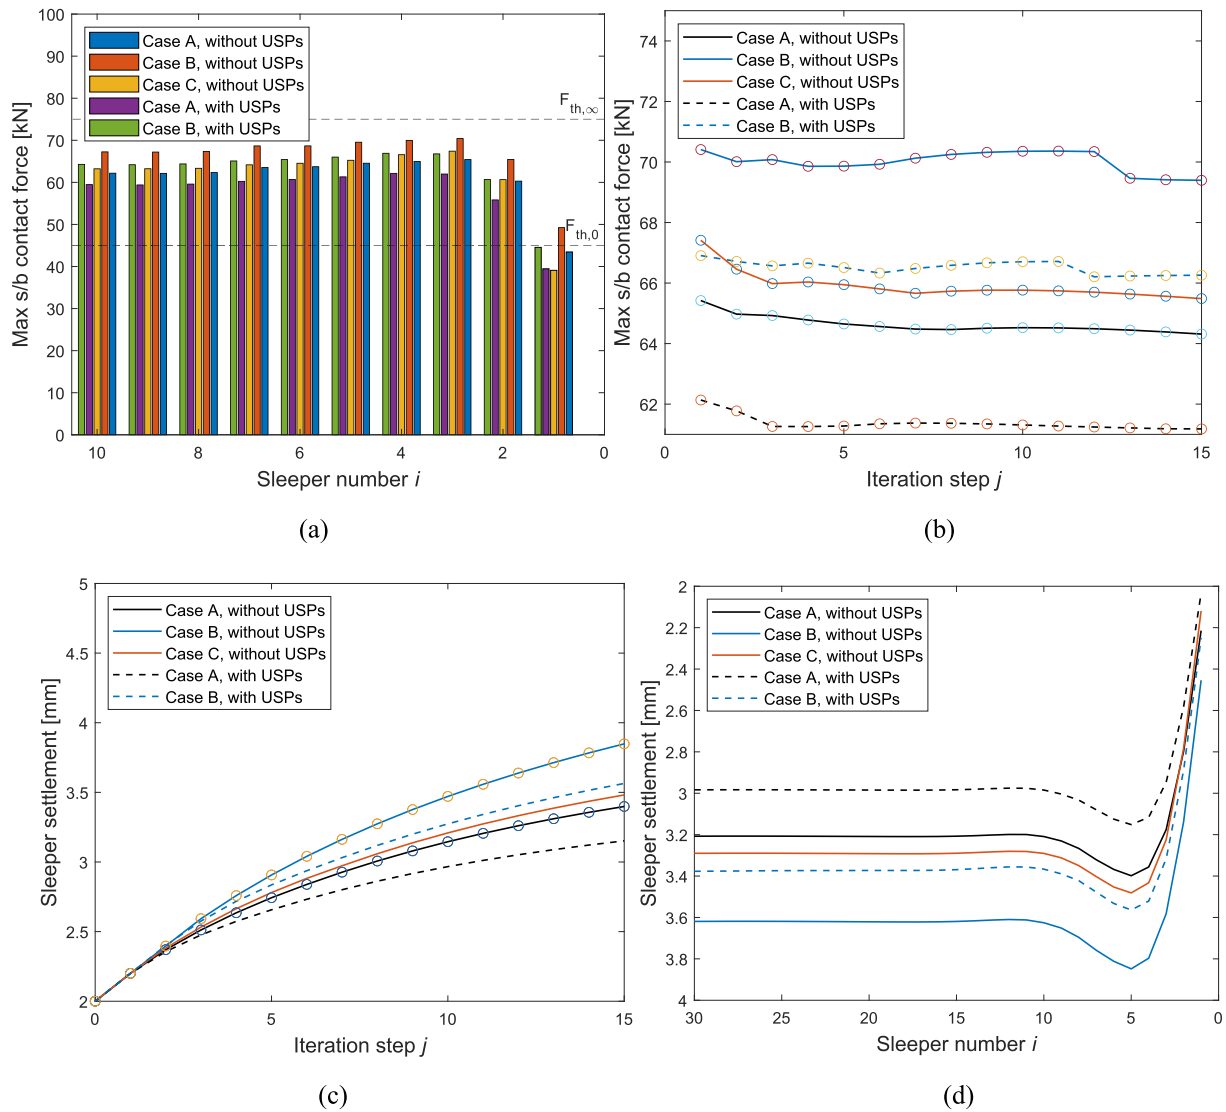 100
90
80
70
60
50
40
30
20
10
0
Max s/b contact force [kN]
Case A, without USPs
Case B, without USPs
Case C, without USPs
Case A, with USPs
Case B, with USPs
F_th,∞
F_th,0
10 8 6 4 2 0
Sleeper number i
(a)
74
72
70
68
66
64
62
Max s/b contact force [kN]
Case A, without USPs
Case B, without USPs
Case C, without USPs
Case A, with USPs
Case B, with USPs
0 5 10 15
Iteration step j
(b)
5
4.5
4
3.5
3
2.5
2
Sleeper settlement [mm]
Case A, without USPs
Case B, without USPs
Case C, without USPs
Case A, with USPs
Case B, with USPs
0 5 10 15
Iteration step j
(c)
2
2.2
2.4
2.6
2.8
3
3.2
3.4
3.6
3.8
4
Sleeper settlement [mm]
Case A, without USPs
Case B, without USPs
Case C, without USPs
Case A, with USPs
Case B, with USPs
30 25 20 15 10 5 0
Sleeper number i
(d)